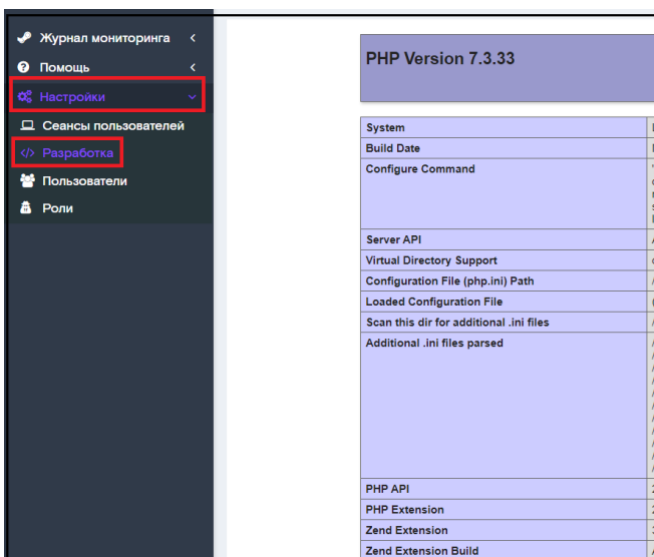 Журнал мониторинга
Помощь
Настройки
Сеансы пользователей
Разработка
Пользователи
Роли
PHP Version 7.3.33
System
Build Date
Configure Command
Server API
Virtual Directory Support
Configuration File (php.ini) Path
Loaded Configuration File
Scan this dir for additional .ini files
Additional .ini files parsed
PHP API
PHP Extension
Zend Extension
Zend Extension Build